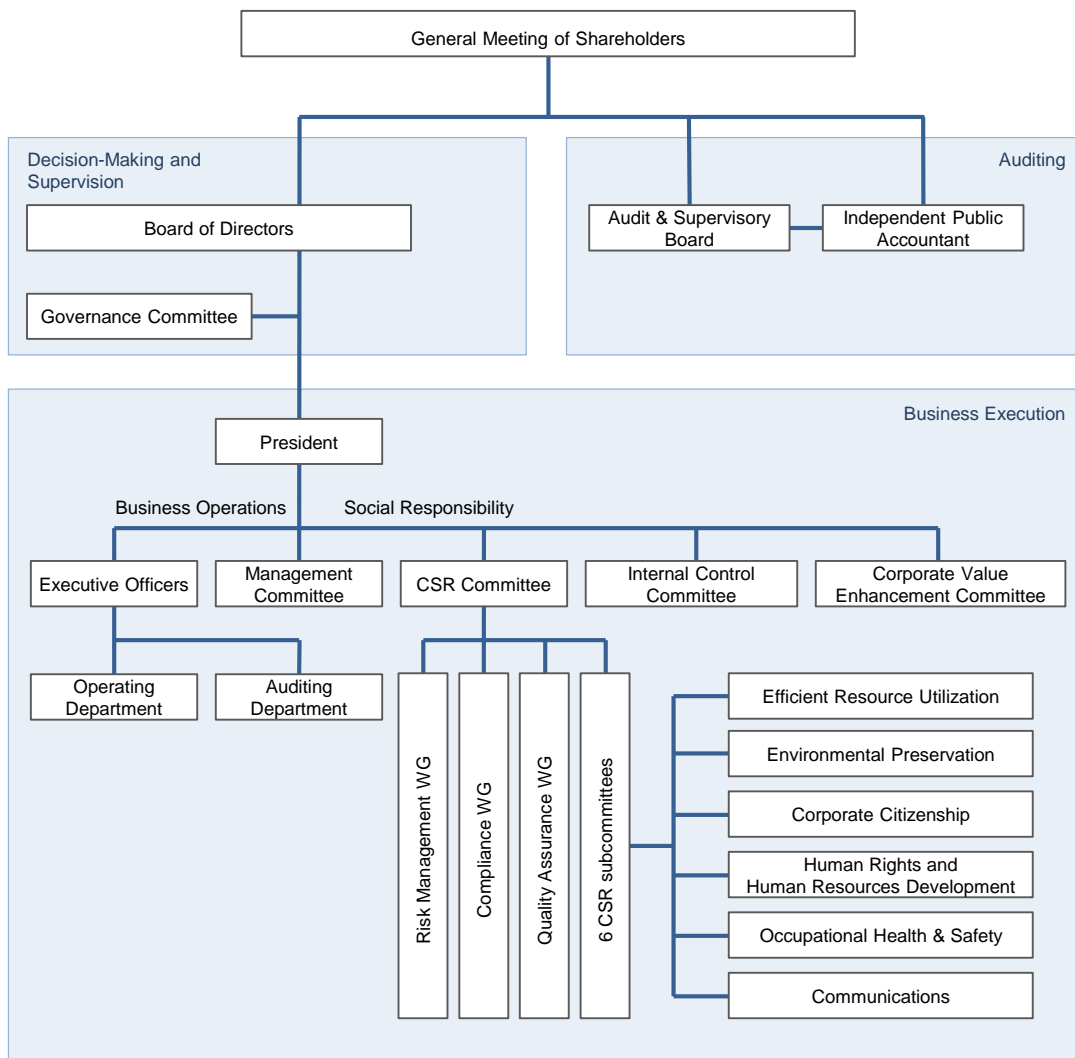 General Meeting of Shareholders
Decision-Making and
Supervision
Auditing
Board of Directors
Audit & Supervisory
Board
Independent Public
Accountant
Governance Committee
Business Execution
President
Business Operations
Social Responsibility
Executive Officers
Management
Committee
CSR Committee
Internal Control
Committee
Corporate Value
Enhancement Committee
Operating
Department
Auditing
Department
Risk Management WG
Compliance WG
Quality Assurance WG
6 CSR subcommittees
Efficient Resource Utilization
Environmental Preservation
Corporate Citizenship
Human Rights and
Human Resources Development
Occupational Health & Safety
Communications